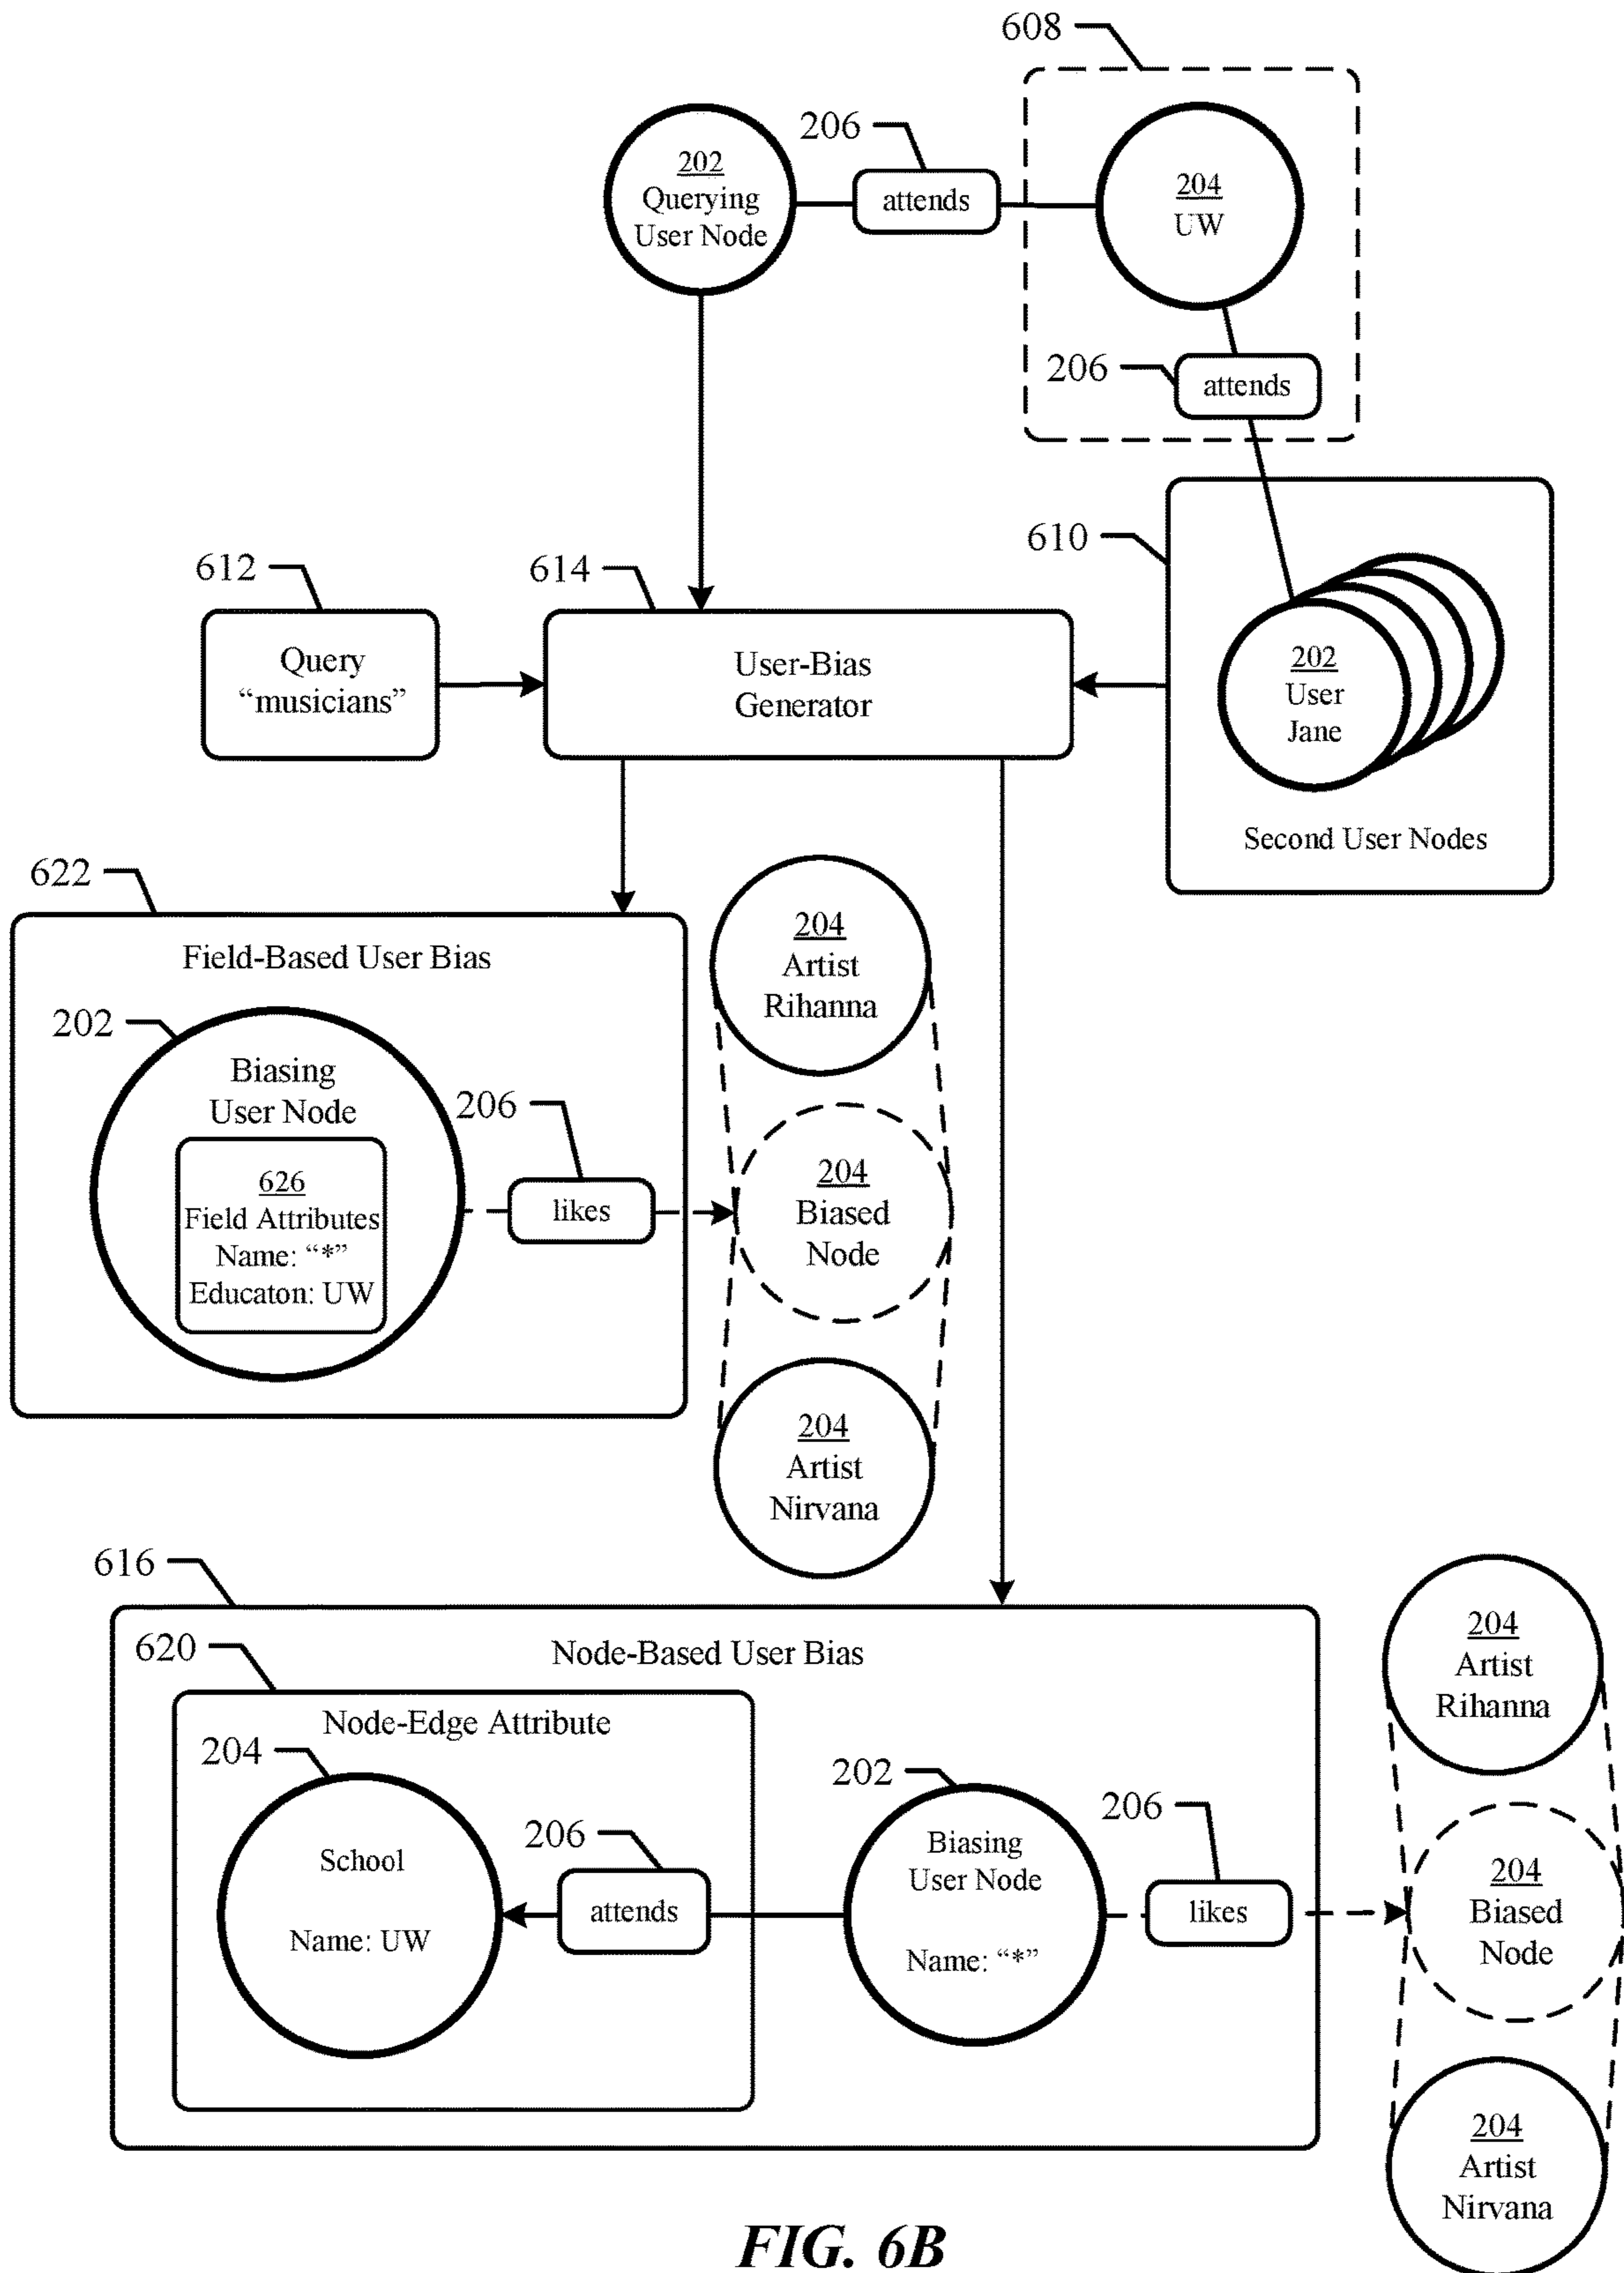 608
206
202
Querying
User Node
attends
204
UW
206
attends
610
612
614
Query
“musicians”
User-Bias
Generator
202
User
Jane
Second User Nodes
622
Field-Based User Bias
202
Biasing
User Node
626
Field Attributes
Name: “*”
Educaton: UW
206
likes
204
Artist
Rihanna
204
Biased
Node
204
Artist
Nirvana
616
Node-Based User Bias
620
Node-Edge Attribute
204
School
Name: UW
206
attends
202
Biasing
User Node
Name: “*”
206
likes
204
Artist
Rihanna
204
Biased
Node
204
Artist
Nirvana
FIG. 6B